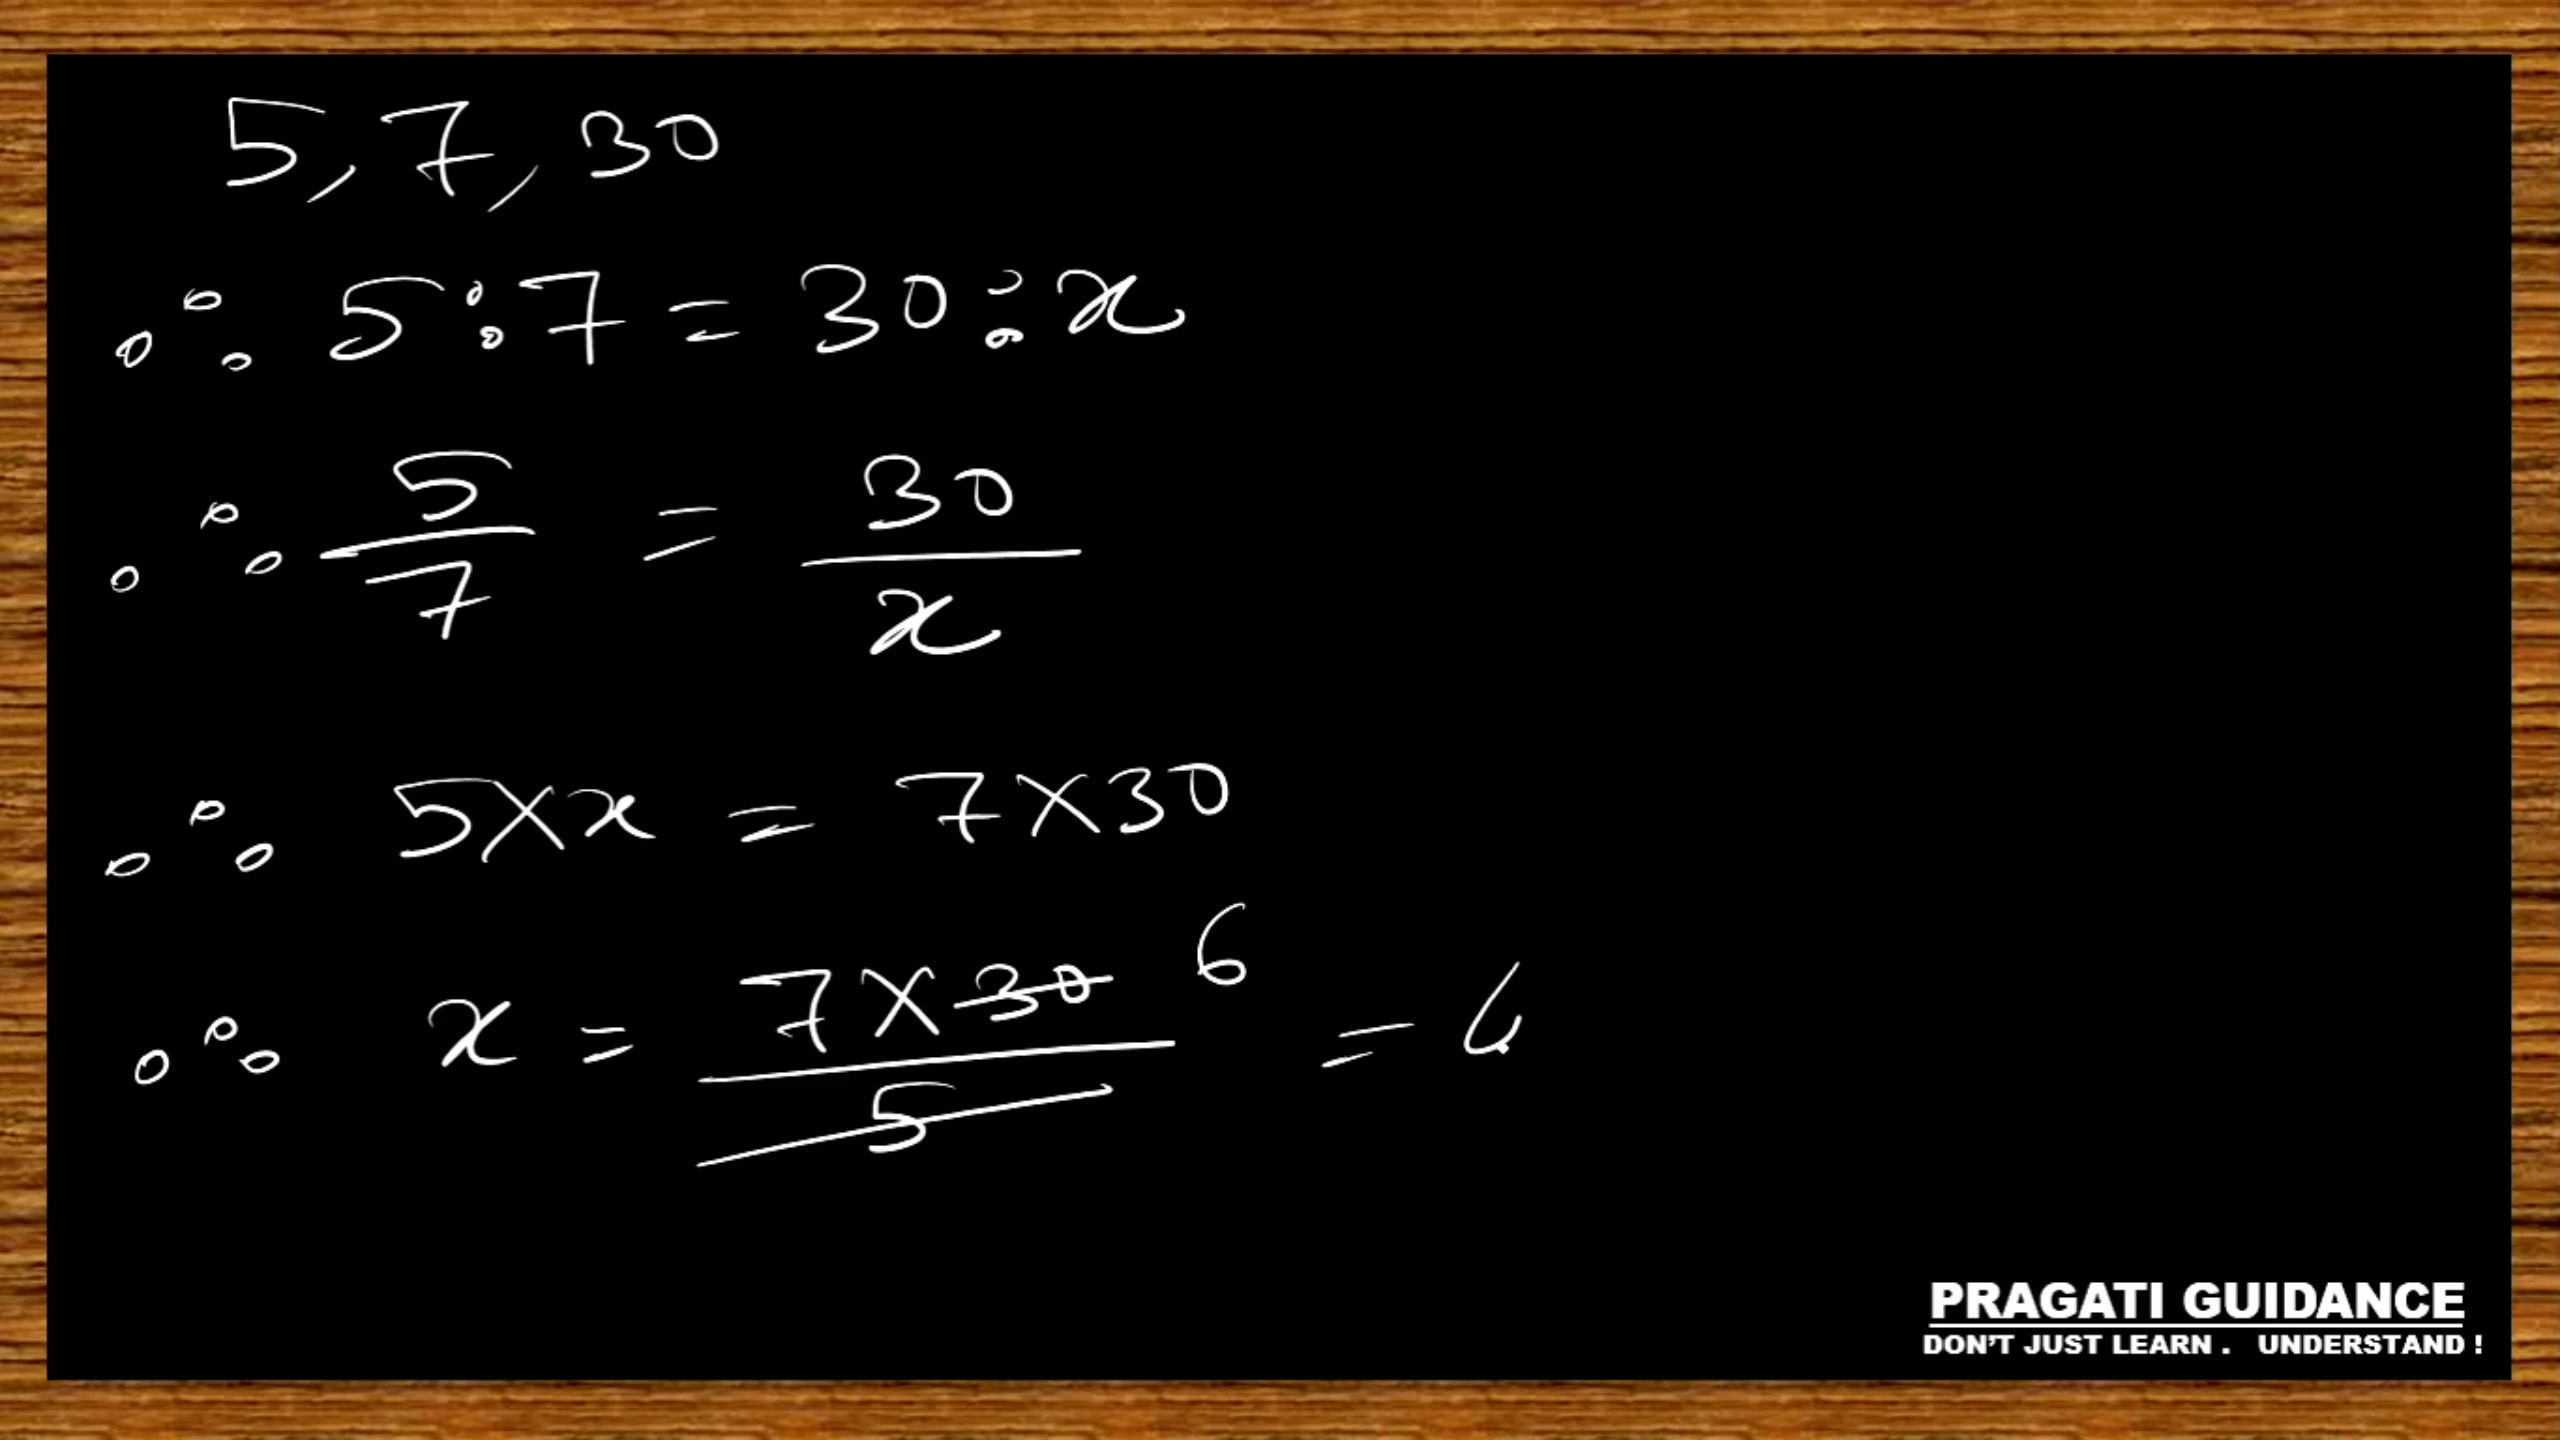 5, 7, 30
∴ 5 : 7 = 30 : x
∴ 5/7 = 30/x
∴ 5 × x = 7 × 30
∴ x = 7 × 30 6 / 5 =
PRAGATI GUIDANCE
DON'T JUST LEARN . UNDERSTAND !